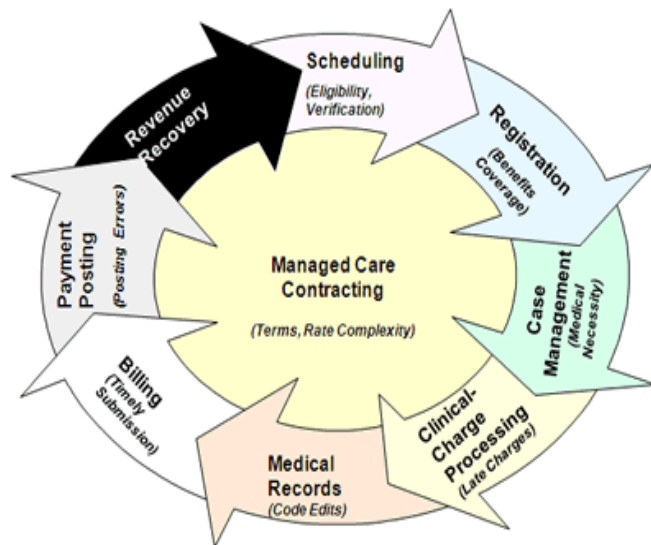 Scheduling
(Eligibility,
Verification)
Registration
(Benefits
Coverage)
Case
Management
(Medical
Necessity)
Clinical-
Charge
Processing
(Late Charges)
Medical
Records
(Code Edits)
Billing
(Timely
Submission)
Payment
Posting
(Posting Errors)
Revenue
Recovery
Managed Care
Contracting
(Terms, Rate Complexity)